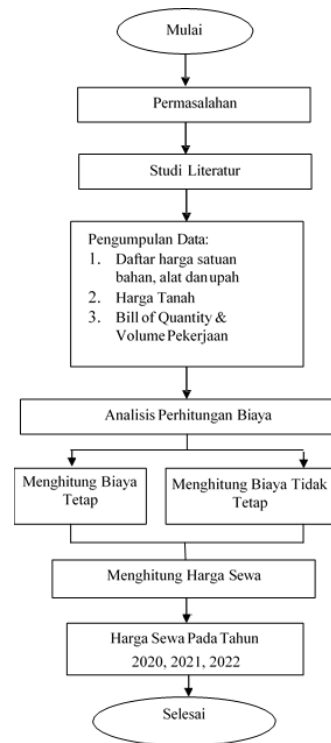 Mulai
Permasalahan
Studi Literatur
Pengumpulan Data:
1. Daftar harga satuan
bahan, alat dan upah
2. Harga Tanah
3. Bill of Quantity &
Volume Pekerjaan
Analisis Perhitungan Biaya
Menghitung Biaya
Tetap
Menghitung Biaya Tidak
Tetap
Menghitung Harga Sewa
Harga Sewa Pada Tahun
2020, 2021, 2022
Selesai